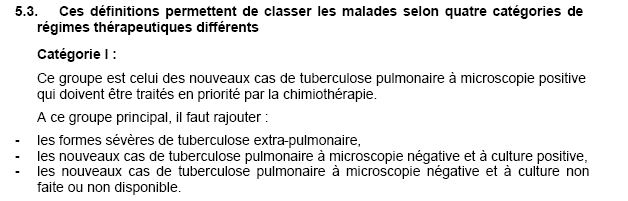 5.3. Ces définitions permettent de classer les malades selon quatre catégories de
régimes thérapeutiques différents
Catégorie I :
Ce groupe est celui des nouveaux cas de tuberculose pulmonaire à microscopie positive
qui doivent être traités en priorité par la chimiothérapie.
A ce groupe principal, il faut rajouter :
- les formes sévères de tuberculose extra-pulmonaire,
- les nouveaux cas de tuberculose pulmonaire à microscopie négative et à culture positive,
- les nouveaux cas de tuberculose pulmonaire à microscopie négative et à culture non
faite ou non disponible.